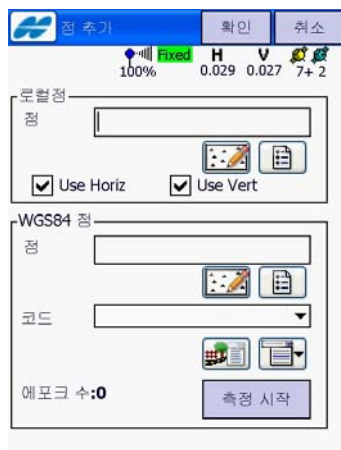 점 추가 확인 취소
Fixed H V
100% 0.029 0.027 7+ 2
로컬점
점
Use Horiz Use Vert
WGS84 점
점
코드
에포크 수:0 측정 시작